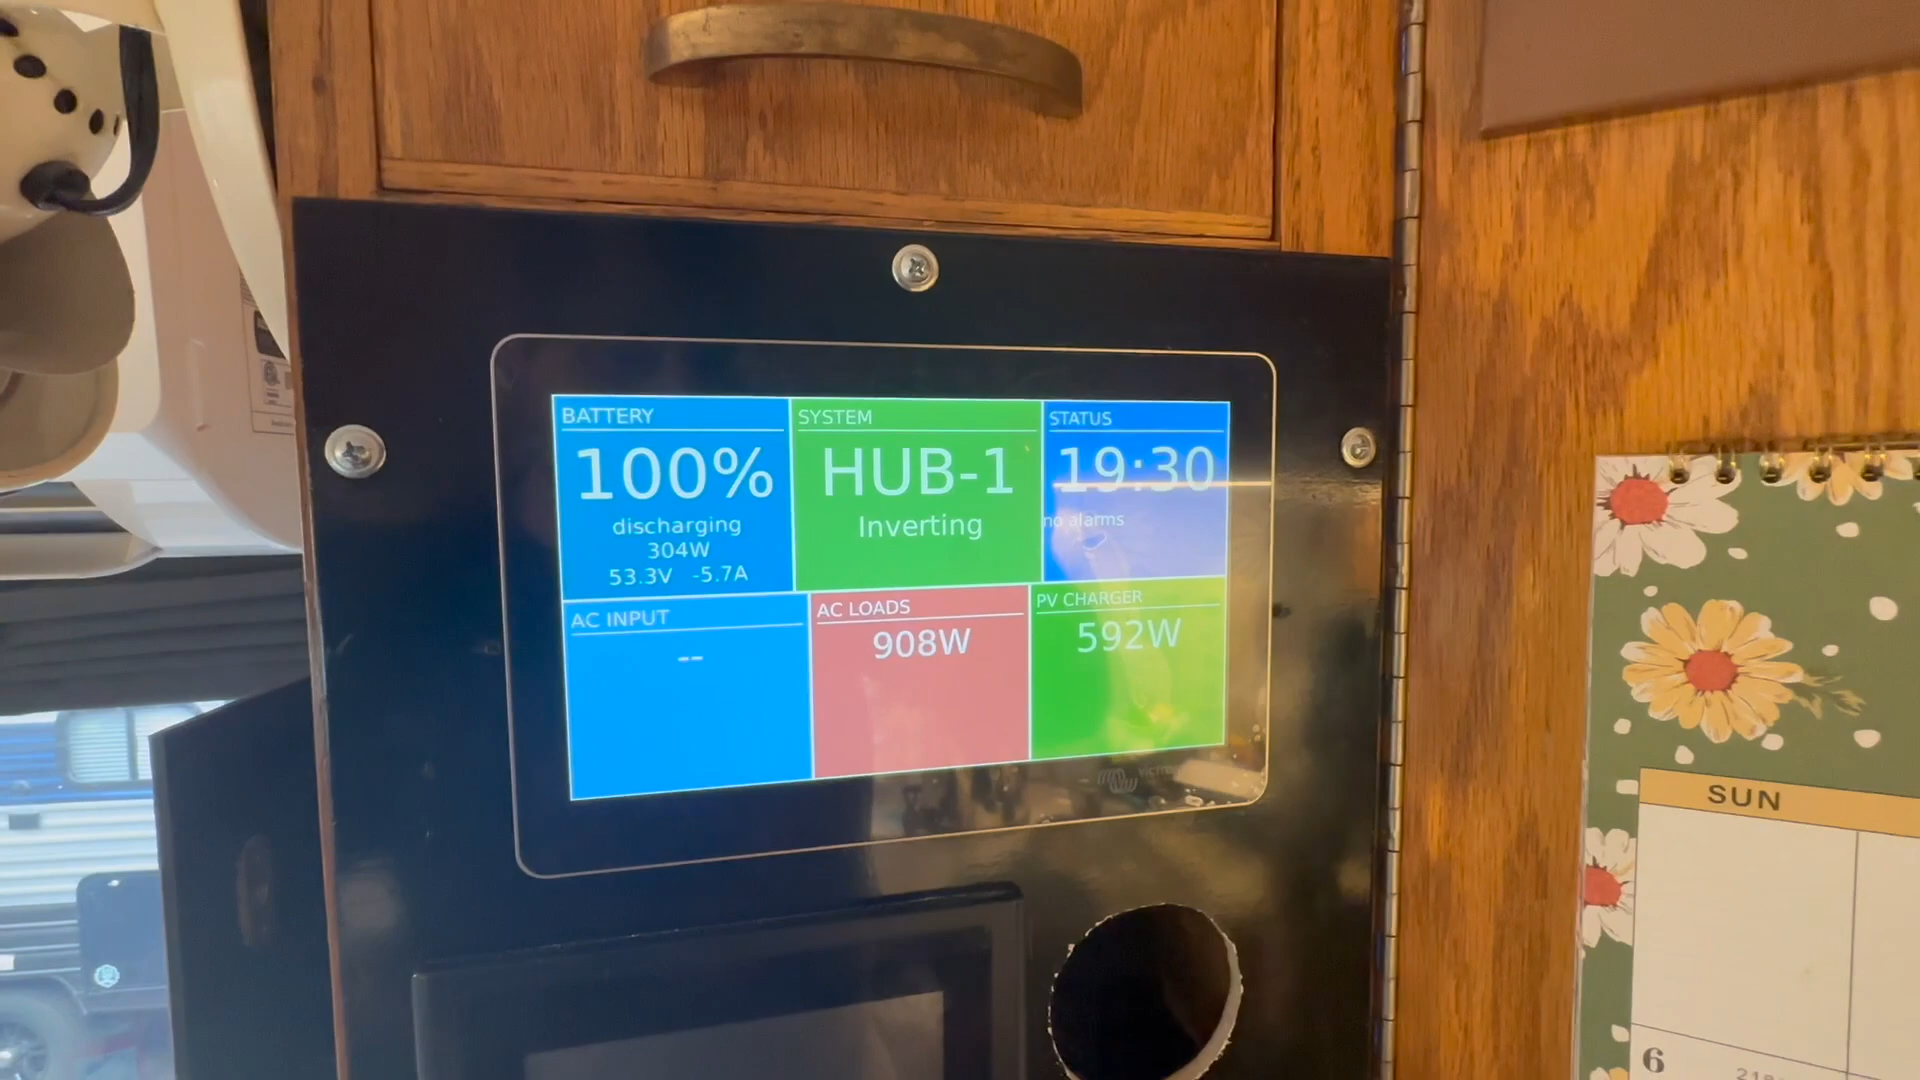 BATTERY
100%
discharging
304W
53.3V -5.7A
SYSTEM
HUB-1
Inverting
STATUS
19:30
no alarms
AC INPUT
--
AC LOADS
908W
PV CHARGER
592W
SUN
6